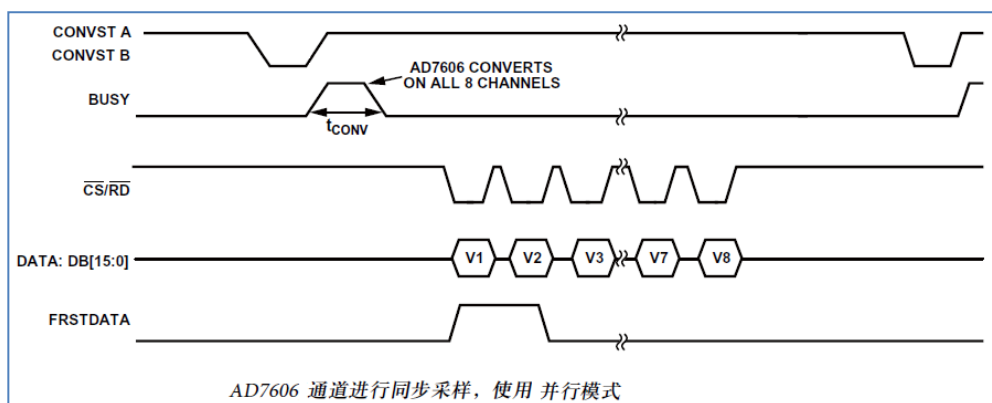 CONVST A
CONVST B
AD7606 CONVERTS
ON ALL 8 CHANNELS
BUSY
tCONV
CS/RD
DATA: DB[15:0]
V1 V2 V3 V7 V8
FRSTDATA
AD7606 通道进行同步采样，使用 并行模式